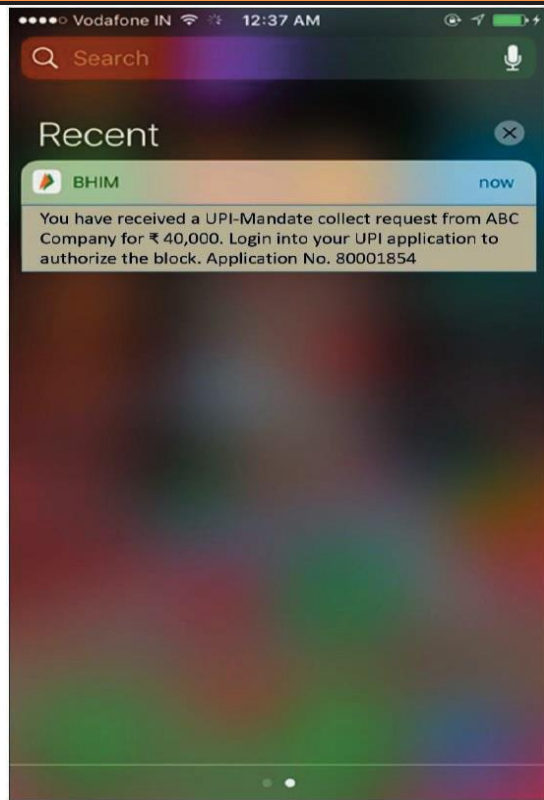 Vodafone IN 12:37 AM
Search
Recent
BHIM now
You have received a UPI-Mandate collect request from ABC
Company for ₹ 40,000. Login into your UPI application to
authorize the block. Application No. 80001854